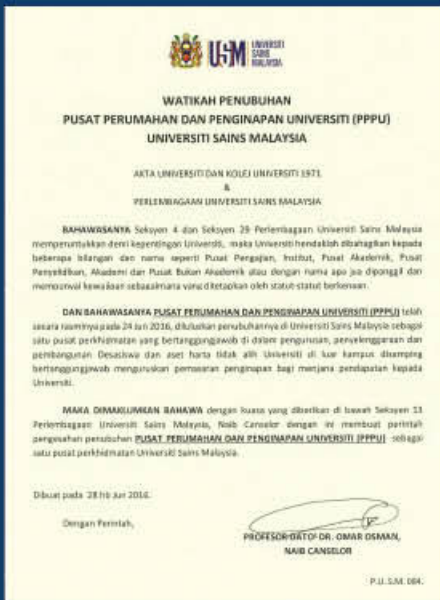 USM UNIVERSITI
SAINS
MALAYSIA
WATIKAH PENUBUHAN
PUSAT PERUMAHAN DAN PENGINAPAN UNIVERSITI (PPPU)
UNIVERSITI SAINS MALAYSIA
AKTA UNIVERSITI DAN KOLEJ UNIVERSITI 1971
&
PERLEMBAGAAN UNIVERSITI SAINS MALAYSIA
BAHAWASANYA Seksyen 4 dan Seksyen 29 Perlembagaan Universiti Sains Malaysia
memperuntukkan demi kepentingan Universiti, maka Universiti hendaklah dibahagikan kepada
beberapa bilangan dan nama seperti Pusat Pengajian, Institut, Pusat Akademik, Pusat
Penyelidikan, Akademi dan Pusat Bukan Akademik atau dengan nama apa jua dipanggil dan
mempunyai kewajipan sebagaimana yang ditetapkan oleh statut-statut berkenaan.
DAN BAHAWASANYA PUSAT PERUMAHAN DAN PENGINAPAN UNIVERSITI (PPPU) telah
secara rasminya pada 24 Jun 2016, diluluskan penubuhannya di Universiti Sains Malaysia sebagai
satu pusat perkhidmatan yang bertanggungjawab di dalam pengurusan, penyelenggaraan dan
pembangunan Desasiswa dan aset harta tidak alih Universiti di luar kampus disamping
bertanggungjawab menguruskan pemasaran penginapan bagi menjana pendapatan kepada
Universiti.
MAKA DIMAKLUMKAN BAHAWA dengan kuasa yang diberikan di bawah Seksyen 13
Perlembagaan Universiti Sains Malaysia, Naib Canselor dengan ini membuat perintah
pengesahan penubuhan PUSAT PERUMAHAN DAN PENGINAPAN UNIVERSITI (PPPU) sebagai
satu pusat perkhidmatan Universiti Sains Malaysia.
Dibuat pada 28 hb Jun 2016.
Dengan Perintah,
PROFESOR DATO' DR. OMAR OSMAN,
NAIB CANSELOR
P.U.S.M. 084.